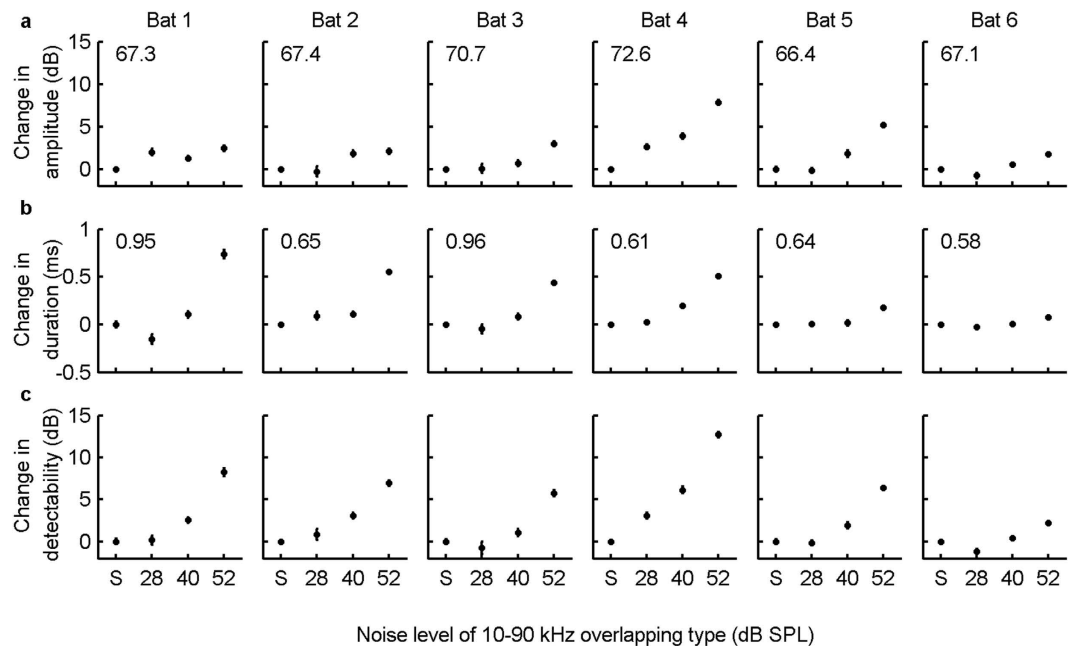 a Bat 1 Bat 2 Bat 3 Bat 4 Bat 5 Bat 6
Change in
amplitude (dB)
15
10
5
0
67.3 67.4 70.7 72.6 66.4 67.1
b
Change in
duration (ms)
1
0.5
0
-0.5
0.95 0.65 0.96 0.61 0.64 0.58
c
Change in
detectability (dB)
15
10
5
0
S 28 40 52 S 28 40 52 S 28 40 52 S 28 40 52 S 28 40 52 S 28 40 52
Noise level of 10-90 kHz overlapping type (dB SPL)